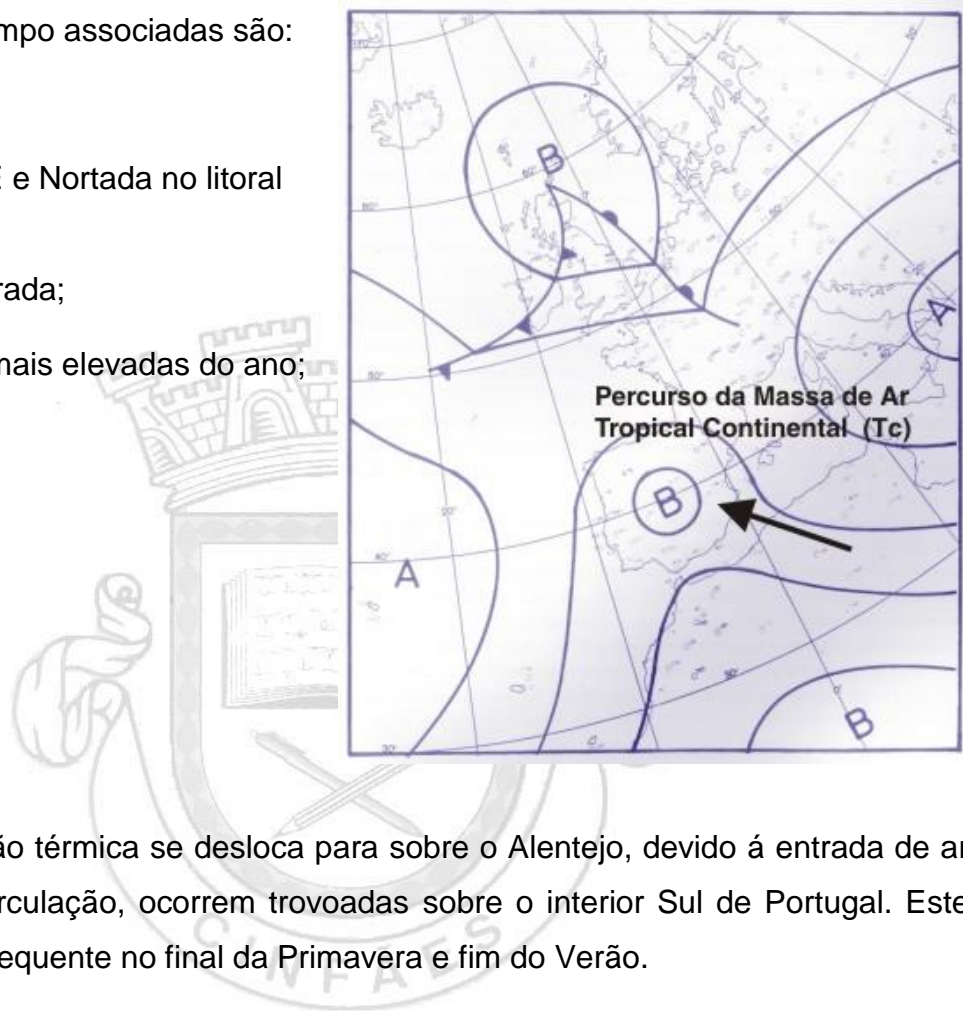 mpo associadas são:
e Nortada no litoral
rada;
mais elevadas do ano;
B
A
Percurso da Massa de Ar
Tropical Continental (Tc)
B
A
B
ão térmica se desloca para sobre o Alentejo, devido á entrada de ar
rculação, ocorrem trovoadas sobre o interior Sul de Portugal. Este
equente no final da Primavera e fim do Verão.
CINFÃES